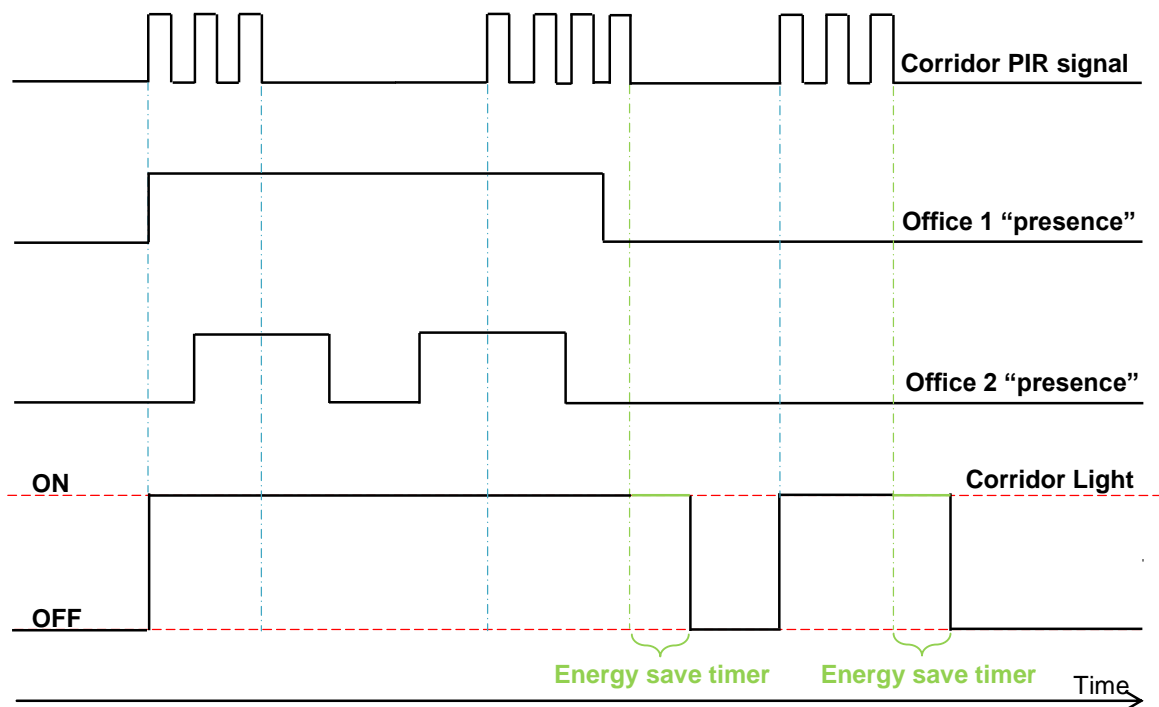 Corridor PIR signal
Office 1 “presence”
Office 2 “presence”
ON
Corridor Light
OFF
Energy save timer
Energy save timer
Time